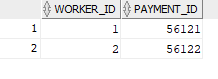 WORKER_ID PAYMENT_ID
1 1 56121
2 2 56122